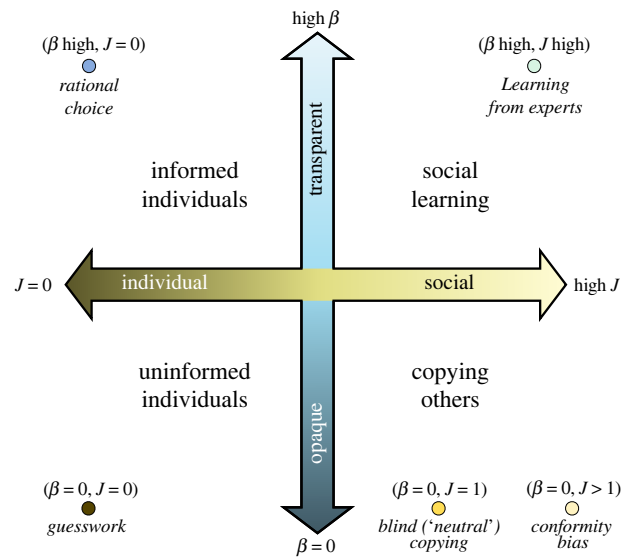 high β
(β high, J = 0)
rational
choice
(β high, J high)
Learning
from experts
transparent
informed
individuals
social
learning
J = 0
individual
social
high J
uninformed
individuals
copying
others
opaque
(β = 0, J = 0)
guesswork
(β = 0, J = 1)
blind (‘neutral’)
copying
(β = 0, J > 1)
conformity
bias
β = 0